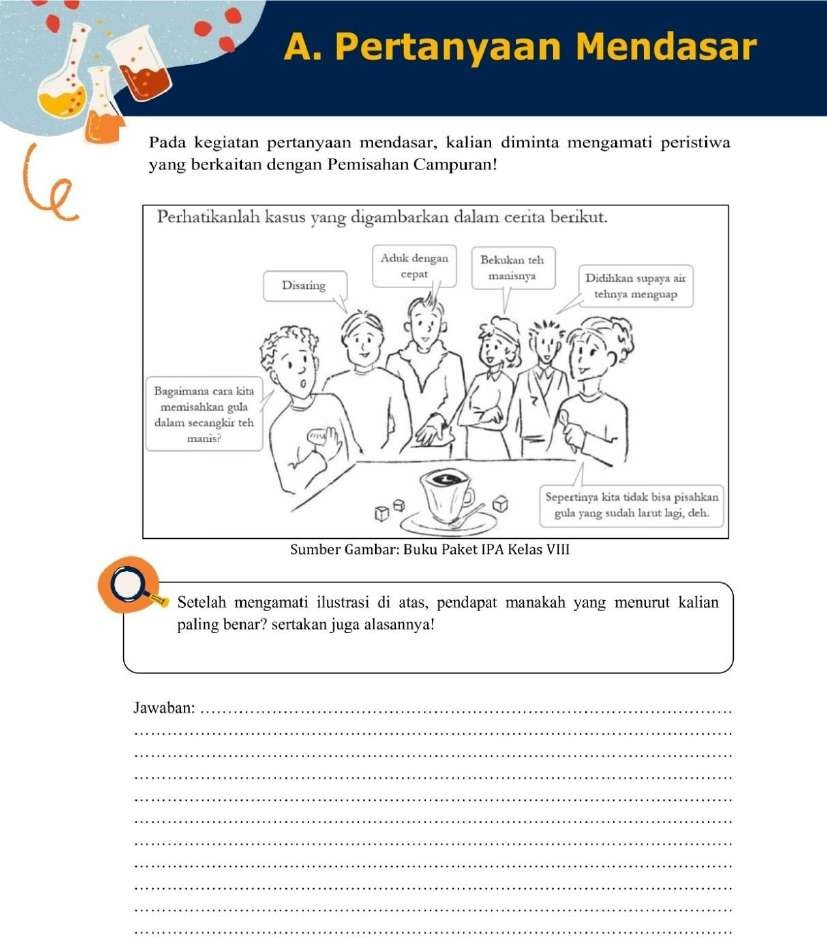 A. Pertanyaan Mendasar
Pada kegiatan pertanyaan mendasar, kalian diminta mengamati peristiwa
yang berkaitan dengan Pemisahan Campuran!
Perhatikanlah kasus yang digambarkan dalam cerita berikut.
Disaring
Aduk dengan
cepat
Bekukan teh
manisnya
Didihkan supaya air
tehnya menguap
Bagaimana cara kita
memisahkan gula
dalam secangkir teh
manis?
Sepertinya kita tidak bisa pisahkan
gula yang sudah larut lagi, deh.
Sumber Gambar: Buku Paket IPA Kelas VIII
Setelah mengamati ilustrasi di atas, pendapat manakah yang menurut kalian
paling benar? sertakan juga alasannya!
Jawaban: